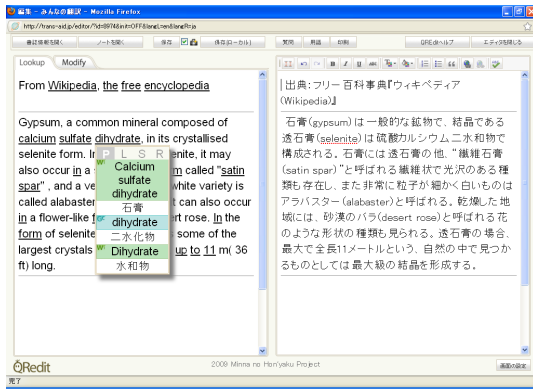 編集 - みんなの翻訳 - Mozilla Firefox
書誌情報を開く ノートを開く 保存 保存(ローカル) 質問 用語 印刷 QREditヘルプ エディタを閉じる
Lookup Modify
From Wikipedia, the free encyclopedia
Gypsum, a common mineral composed of
calcium sulfate dihydrate, in its crystallised
selenite form. In
enite, it may
also occur in a s
m called "satin
spar" , and a ve
white variety is
called alabaster
t can also occur
in a flower-like f
ert rose. In the
form of selenite
some of the
largest crystals
up to 11 m( 36
ft) long.
P L S R
Calcium
sulfate
dihydrate
石膏
dihydrate
二水化物
Dihydrate
水和物
出典:フリー百科事典『ウィキペディア
(Wikipedia)』
石膏(gypsum)は一般的な鉱物で、結晶である
透石膏(selenite)は硫酸カルシウム二水和物で
構成される。石膏には透石膏の他、"繊維石膏
(satin spar)"と呼ばれる繊維状で光沢のある種
類も存在し、また非常に粒子が細かく白いものは
アラバスター(alabaster)と呼ばれる。乾燥した地
域には、砂漠のバラ(desert rose)と呼ばれる花
のような形状の種類も見られる。透石膏の場合、
最大で全長11メートルという、自然の中で見つか
るものとしては最大級の結晶を形成する。
QRedit
2009 Minna no Hon'yaku Project
画面の設定
完了